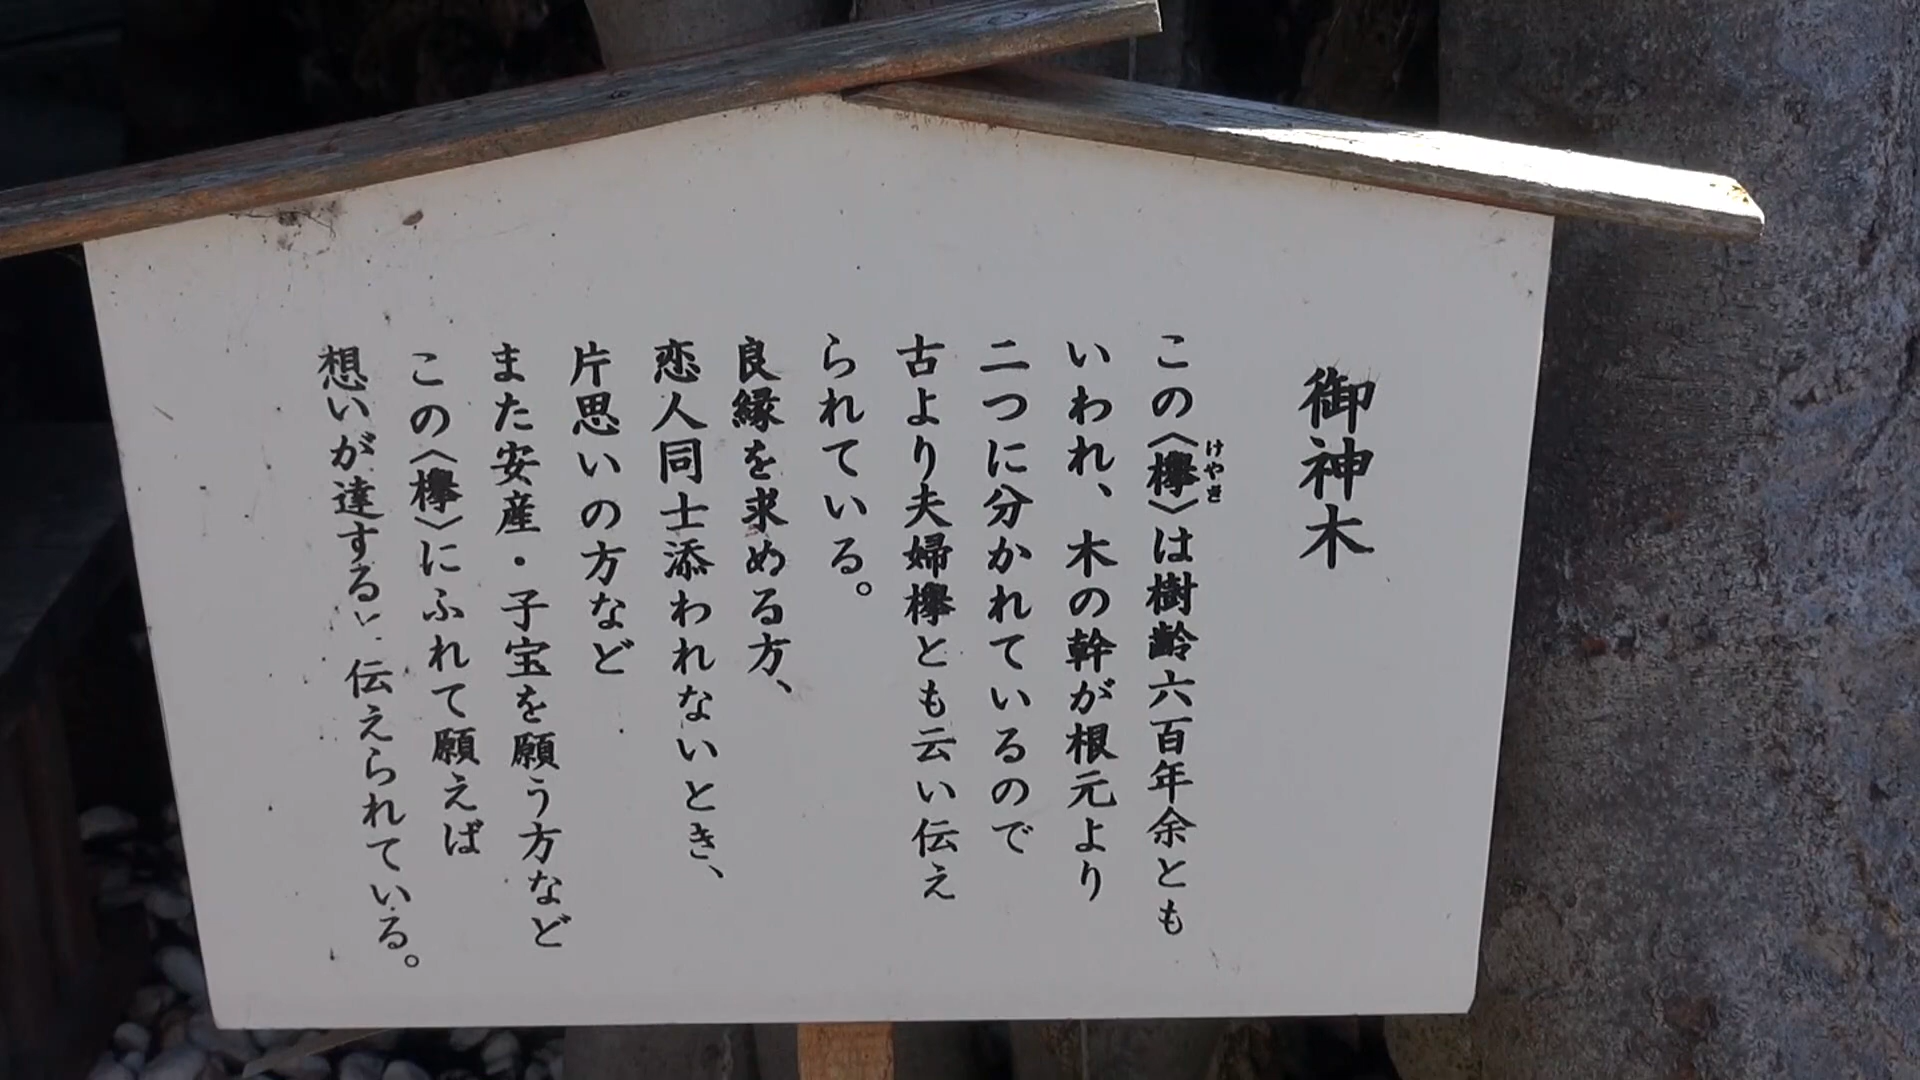 御神木
この〈欅〉は樹齢六百年余とも
けやき
いわれ、木の幹が根元より
二つに分かれているので
古より夫婦欅とも云い伝え
られている。
良縁を求める方、
恋人同士添われないとき、
片思いの方など
また安産・子宝を願う方など
この〈欅〉にふれて願えば
想いが達すると、伝えられている。